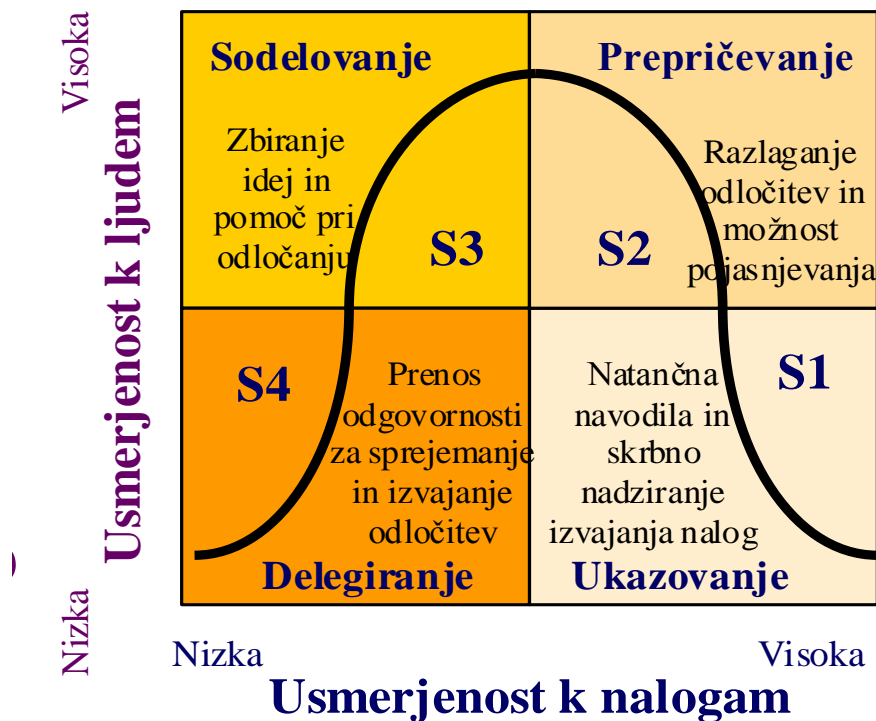 Visoka
Usmerjenost k ljudem
Nizka
Sodelovanje
Zbiranje
idej in
pomoč pri
odločanju
S3
Prepričevanje
Razlaganje
odločitev in
možnost
pojasnjevanja
S2
S4
Prenos
odgovornosti
za sprejemanje
in izvajanje
odločitev
Delegiranje
S1
Natančna
navodila in
skrbno
nadziranje
izvajanja nalog
Ukazovanje
Nizka
Visoka
Usmerjenost k nalogam